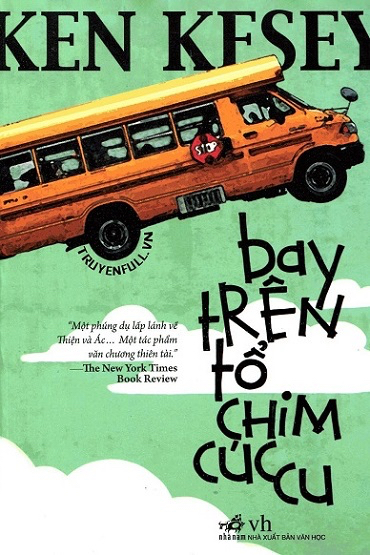 KEN KESEY
STOP
TRUYENFULL.VN
bay
tRÊN
tổ
CHiM
CÚC CU
“Một phúng dụ lấp lánh về
Thiện và Ác... Một tác phẩm
văn chương thiên tài.”
—The New York Times
Book Review
vh
nhã nam NHÀ XUẤT BẢN VĂN HỌC